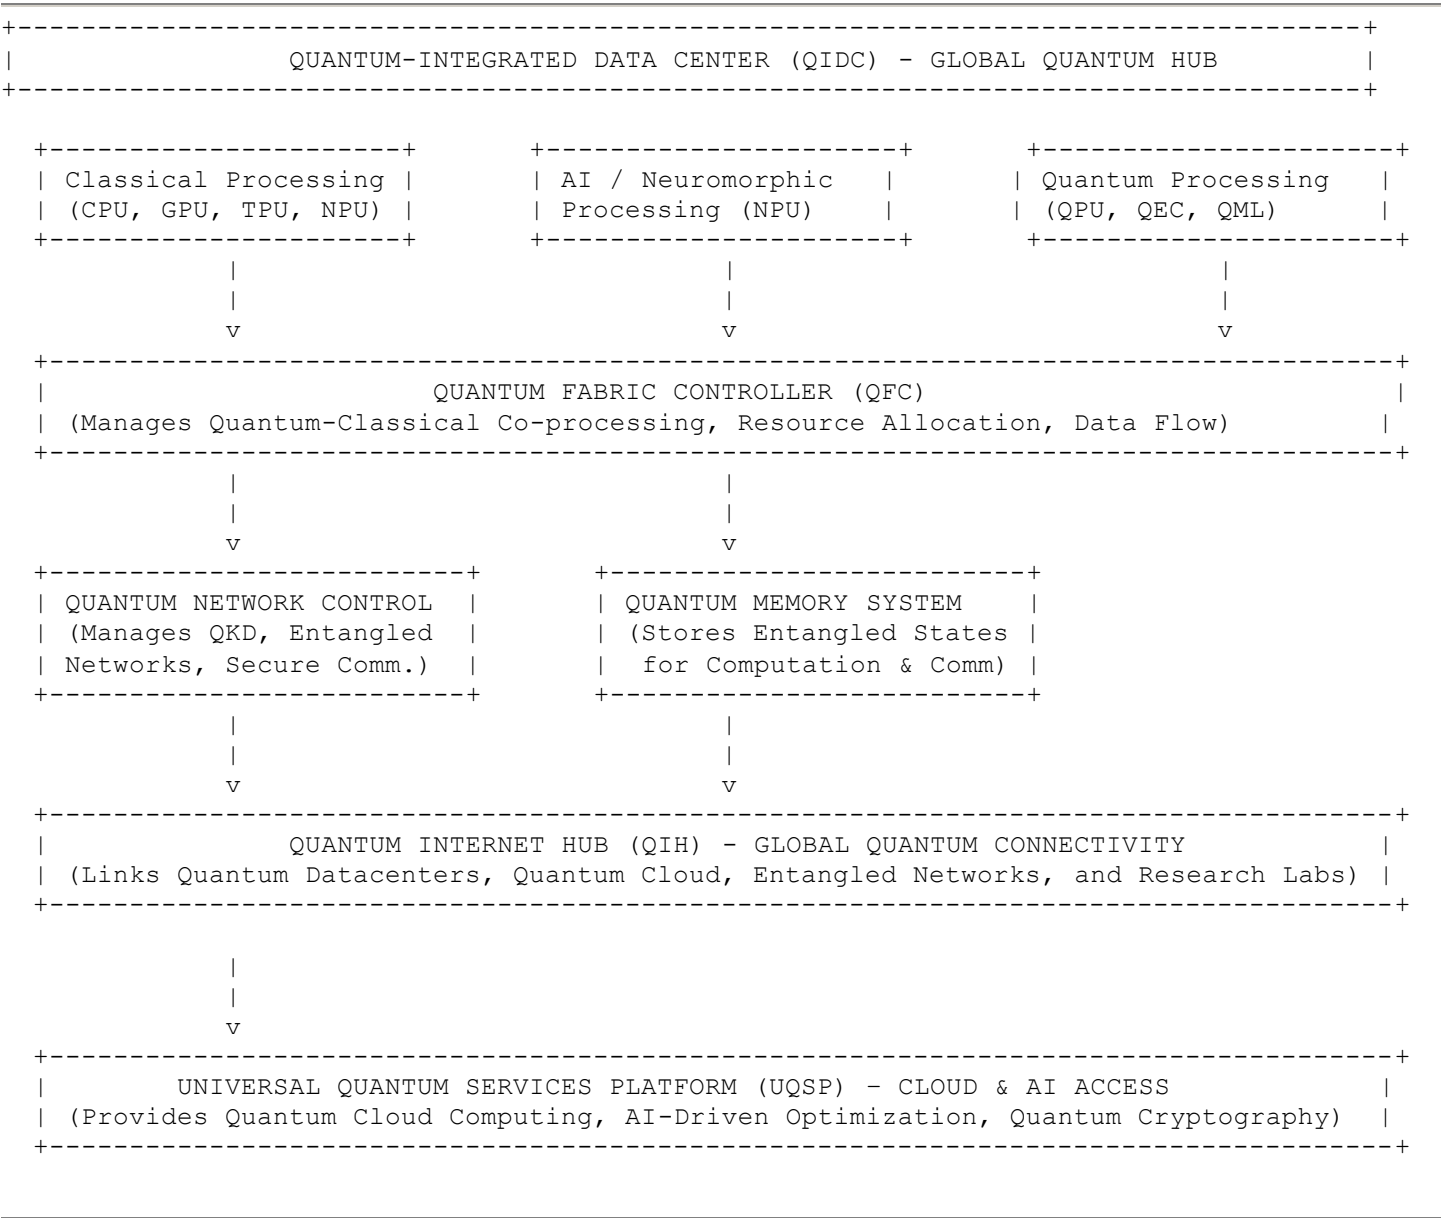 QUANTUM-INTEGRATED DATA CENTER (QIDC) - GLOBAL QUANTUM HUB
Classical Processing
(CPU, GPU, TPU, NPU)
AI / Neuromorphic
Processing (NPU)
Quantum Processing
(QPU, QEC, QML)
QUANTUM FABRIC CONTROLLER (QFC)
(Manages Quantum-Classical Co-processing, Resource Allocation, Data Flow)
QUANTUM NETWORK CONTROL
(Manages QKD, Entangled
Networks, Secure Comm.)
QUANTUM MEMORY SYSTEM
(Stores Entangled States
for Computation & Comm)
QUANTUM INTERNET HUB (QIH) - GLOBAL QUANTUM CONNECTIVITY
(Links Quantum Datacenters, Quantum Cloud, Entangled Networks, and Research Labs)
UNIVERSAL QUANTUM SERVICES PLATFORM (UQSP) – CLOUD & AI ACCESS
(Provides Quantum Cloud Computing, AI-Driven Optimization, Quantum Cryptography)